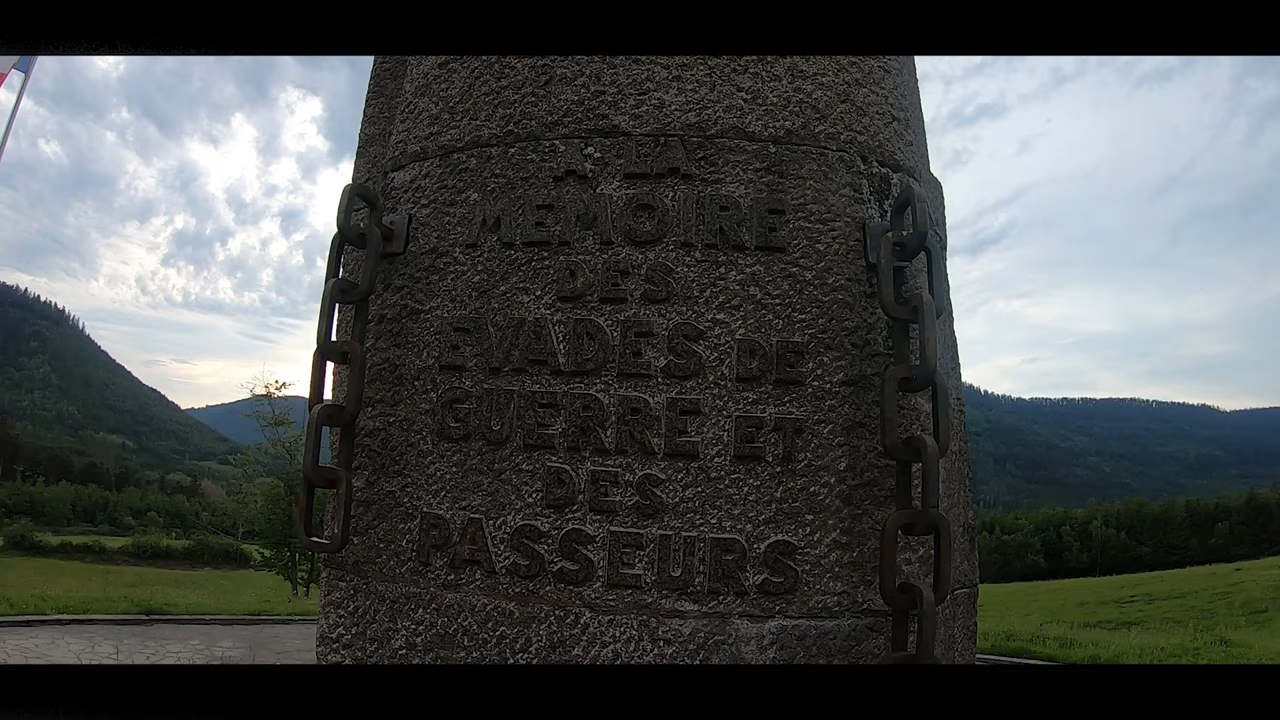 A LA
MEMOIRE
DES
EVADES DE
GUERRE ET
DES
PASSEURS